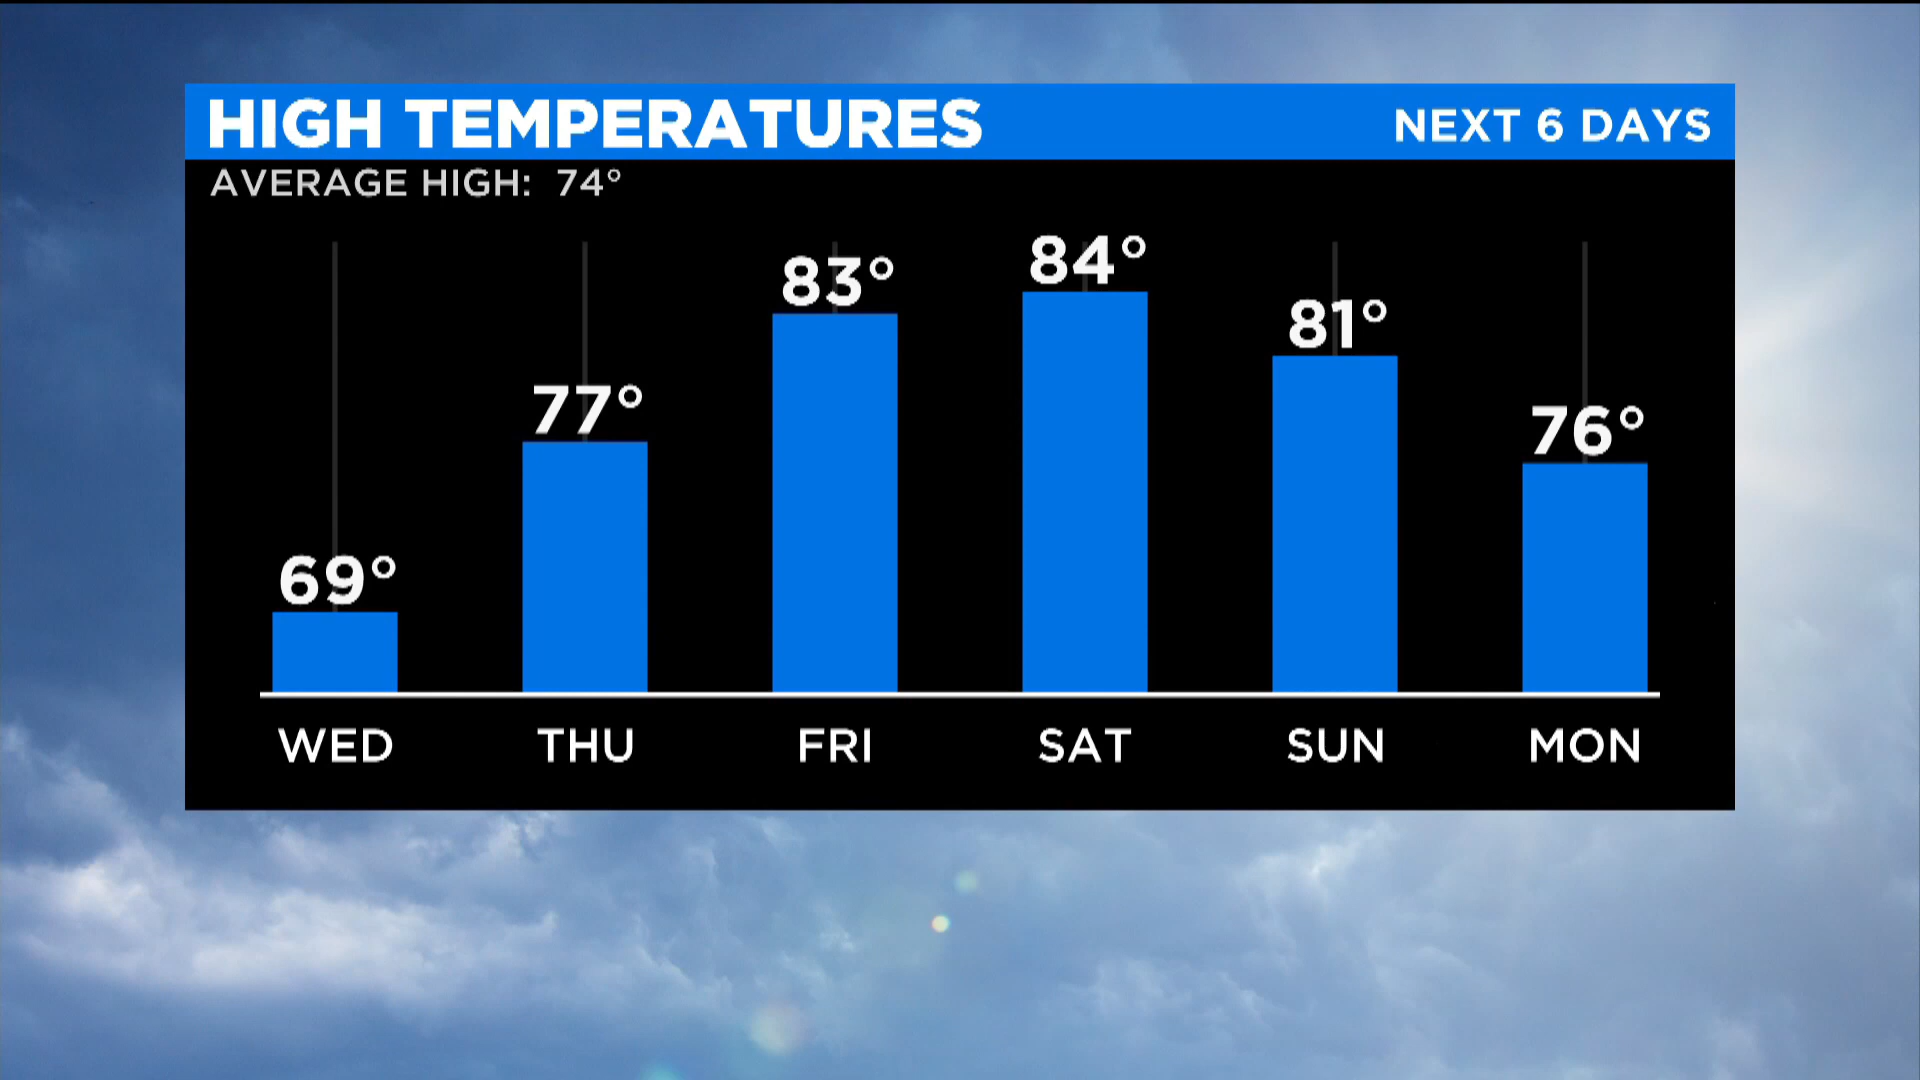 HIGH TEMPERATURES NEXT 6 DAYS
AVERAGE HIGH: 74°
69° 77° 83° 84° 81° 76°
WED THU FRI SAT SUN MON